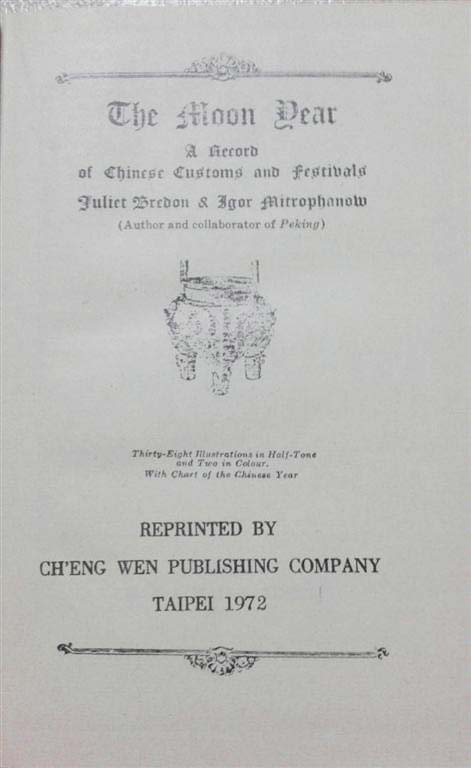 The Moon Year
A Record
of Chinese Customs and Festivals
Juliet Bredon & Igor Mitrophanow
(Author and collaborator of Peking)
Thirty-Eight Illustrations in Half-Tone
and Two in Colour.
With Chart of the Chinese Year
REPRINTED BY
CH'ENG WEN PUBLISHING COMPANY
TAIPEI 1972